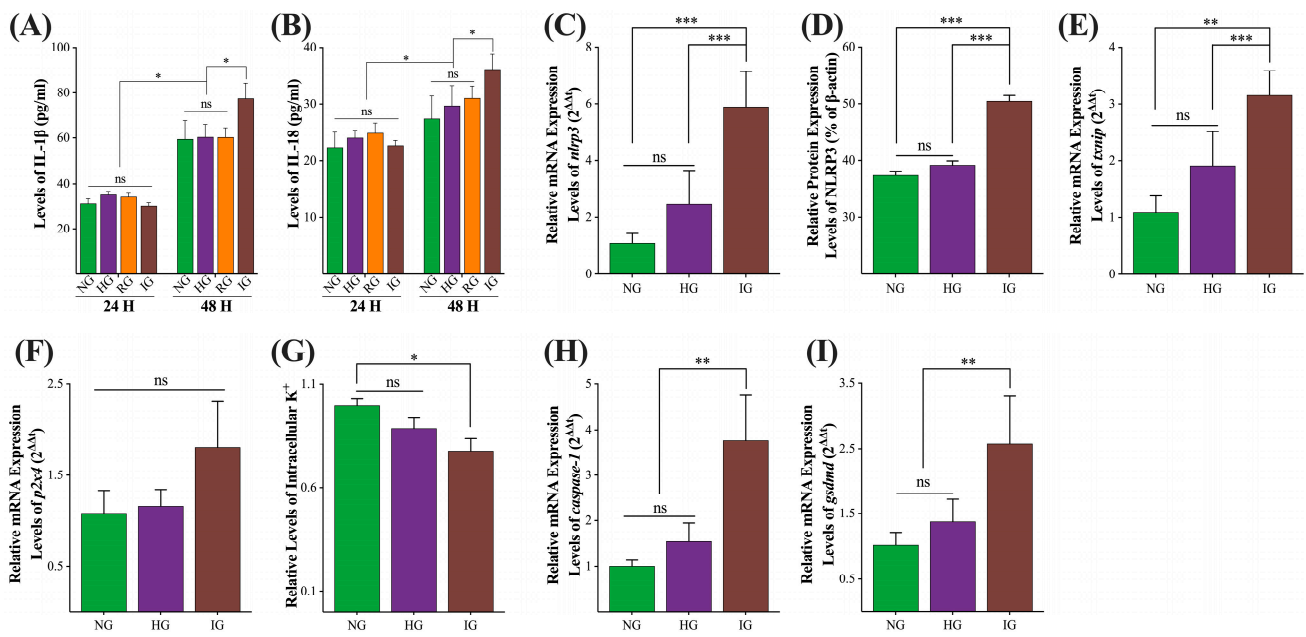 (A)
Levels of IL-1β (pg/ml)
100
80
60
40
20
ns
*
ns
*
NG HG RG IG NG HG RG IG
24 H 48 H
(B)
Levels of IL-18 (pg/ml)
40
30
20
10
ns
*
ns
*
NG HG RG IG NG HG RG IG
24 H 48 H
(C)
Relative mRNA Expression
Levels of nlrp3 (2^ΔΔt)
8
6
4
2
0
***
***
ns
NG HG IG
(D)
Relative Protein Expression
Levels of NLRP3 (% of β-actin)
60
50
40
30
***
***
ns
NG HG IG
(E)
Relative mRNA Expression
Levels of txnip (2^ΔΔt)
4
3
2
1
0
**
***
ns
NG HG IG
(F)
Relative mRNA Expression
Levels of p2x4 (2^ΔΔt)
2.5
1.5
0.5
ns
NG HG IG
(G)
Relative Levels of Intracellular K+
1.1
0.6
0.1
*
ns
NG HG IG
(H)
Relative mRNA Expression
Levels of caspase-1 (2^ΔΔt)
5
4
3
2
1
**
ns
NG HG IG
(I)
Relative mRNA Expression
Levels of gsdmd (2^ΔΔt)
3.5
2.5
1.5
0.5
**
ns
NG HG IG